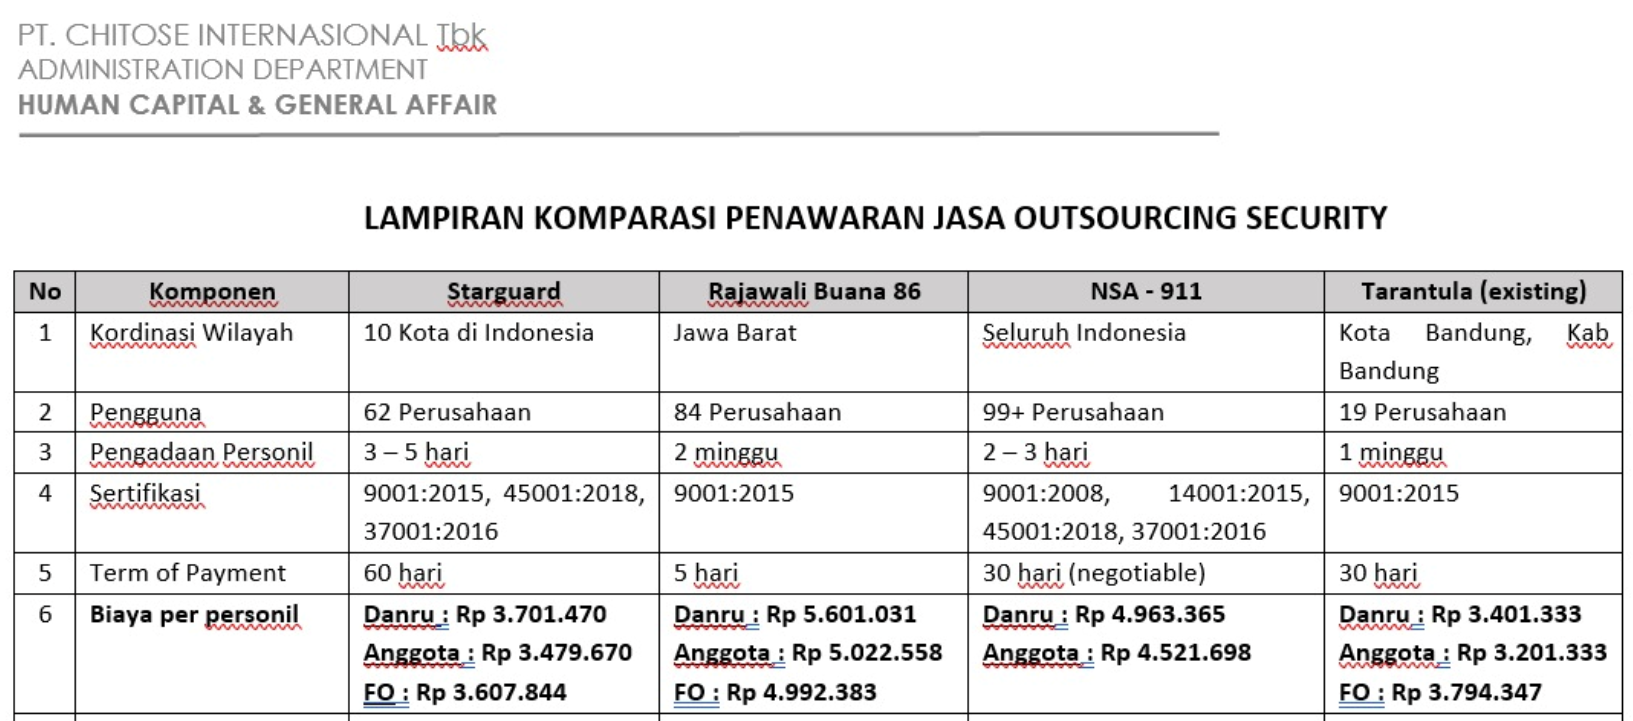 PT. CHITOSE INTERNASIONAL Tbk
ADMINISTRATION DEPARTMENT
HUMAN CAPITAL & GENERAL AFFAIR
LAMPIRAN KOMPARASI PENAWARAN JASA OUTSOURCING SECURITY
No Komponen Starguard Rajawali Buana 86 NSA - 911 Tarantula (existing)
1 Kordinasi Wilayah 10 Kota di Indonesia Jawa Barat Seluruh Indonesia Kota Bandung, Kab
Bandung
2 Pengguna 62 Perusahaan 84 Perusahaan 99+ Perusahaan 19 Perusahaan
3 Pengadaan Personil 3 – 5 hari 2 minggu 2 – 3 hari 1 minggu
4 Sertifikasi 9001:2015, 45001:2018, 9001:2015 9001:2008, 14001:2015, 9001:2015
37001:2016 45001:2018, 37001:2016
5 Term of Payment 60 hari 5 hari 30 hari (negotiable) 30 hari
6 Biaya per personil Danru : Rp 3.701.470 Danru : Rp 5.601.031 Danru : Rp 4.963.365 Danru : Rp 3.401.333
Anggota : Rp 3.479.670 Anggota : Rp 5.022.558 Anggota : Rp 4.521.698 Anggota : Rp 3.201.333
FO : Rp 3.607.844 FO : Rp 4.992.383 FO : Rp 3.794.347